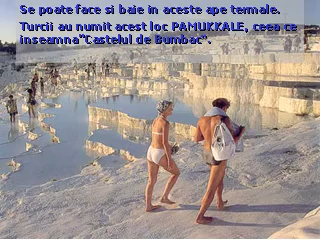 Se poate face si baie in aceste ape termale.
Turcii au numit acest loc PAMUKKALE, ceea ce
inseamna"Castelul de Bumbac".